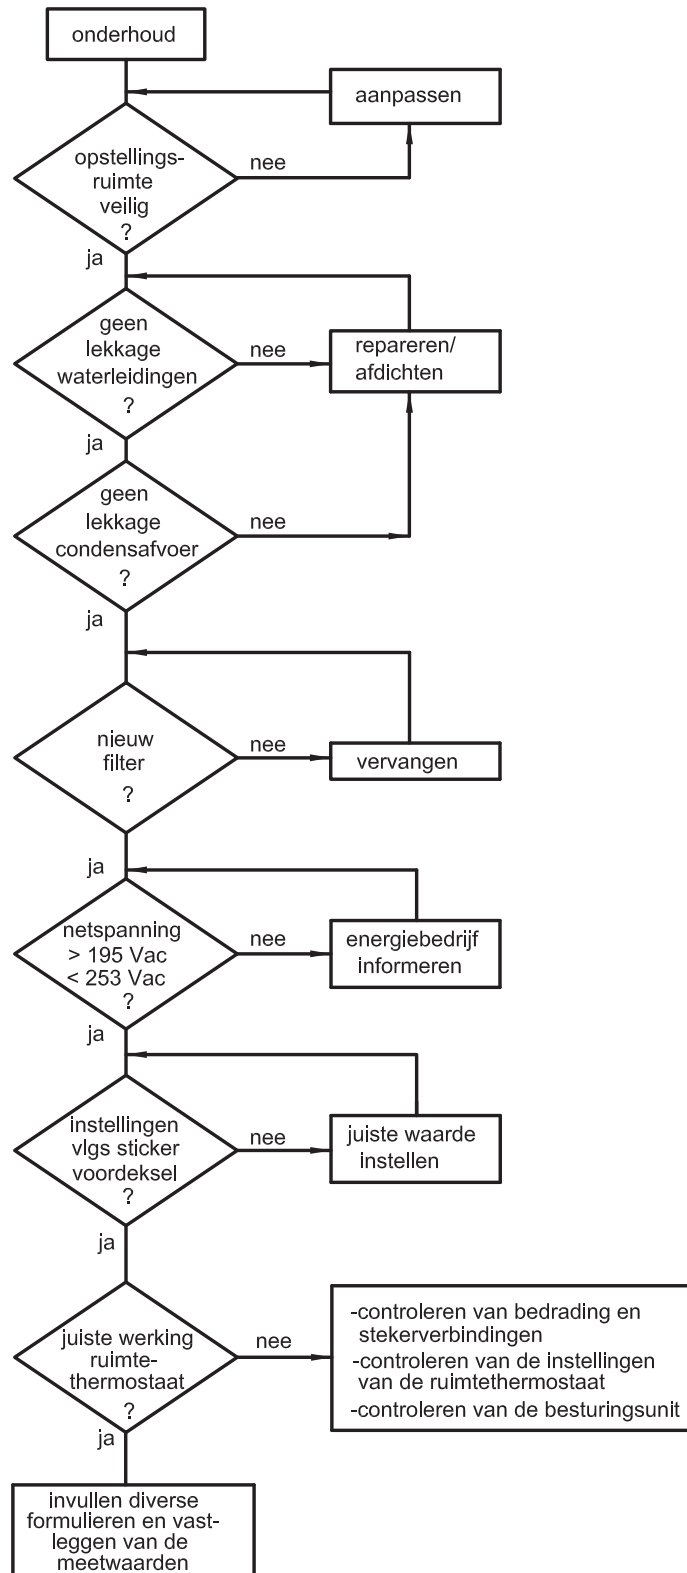 onderhoud
aanpassen
opstellings-
ruimte
veilig
?
nee
ja
geen
lekkage
waterleidingen
?
nee
repareren/
afdichten
ja
geen
lekkage
condensafvoer
?
nee
ja
nieuw
filter
?
nee
vervangen
ja
netspanning
> 195 Vac
< 253 Vac
?
nee
energiebedrijf
informeren
ja
instellingen
vlgs sticker
voordeksel
?
nee
juiste waarde
instellen
ja
juiste werking
ruimte-
thermostaat
?
nee
-controleren van bedrading en
stekerverbindingen
-controleren van de instellingen
van de ruimtethermostaat
-controleren van de besturingsunit
ja
invullen diverse
formulieren en vast-
leggen van de
meetwaarden